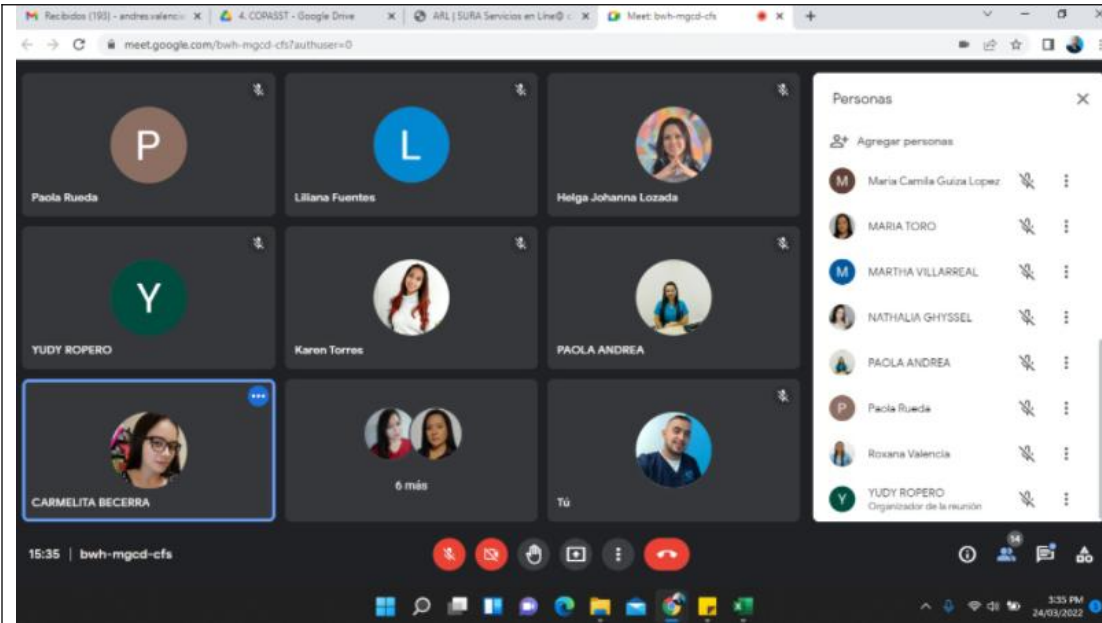 Recibidos (193) - andres.valenci
4. COPASST - Google Drive
ARL | SURA Servicios en Line@
Meet: bwh-mgcd-cfs
meet.google.com/bwh-mgcd-cfs?authuser=0
P
Paola Rueda
L
Liliana Fuentes
Helga Johanna Lozada
Y
YUDY ROPERO
Karen Torres
PAOLA ANDREA
CARMELITA BECERRA
6 más
Tú
Personas
Agregar personas
M Maria Camila Guiza Lopez
MARIA TORO
M MARTHA VILLARREAL
NATHALIA GHYSSEL
PAOLA ANDREA
P Paola Rueda
Roxana Valencia
Y YUDY ROPERO
Organizador de la reunión
15:35 | bwh-mgcd-cfs
14
3:35 PM
24/03/2022